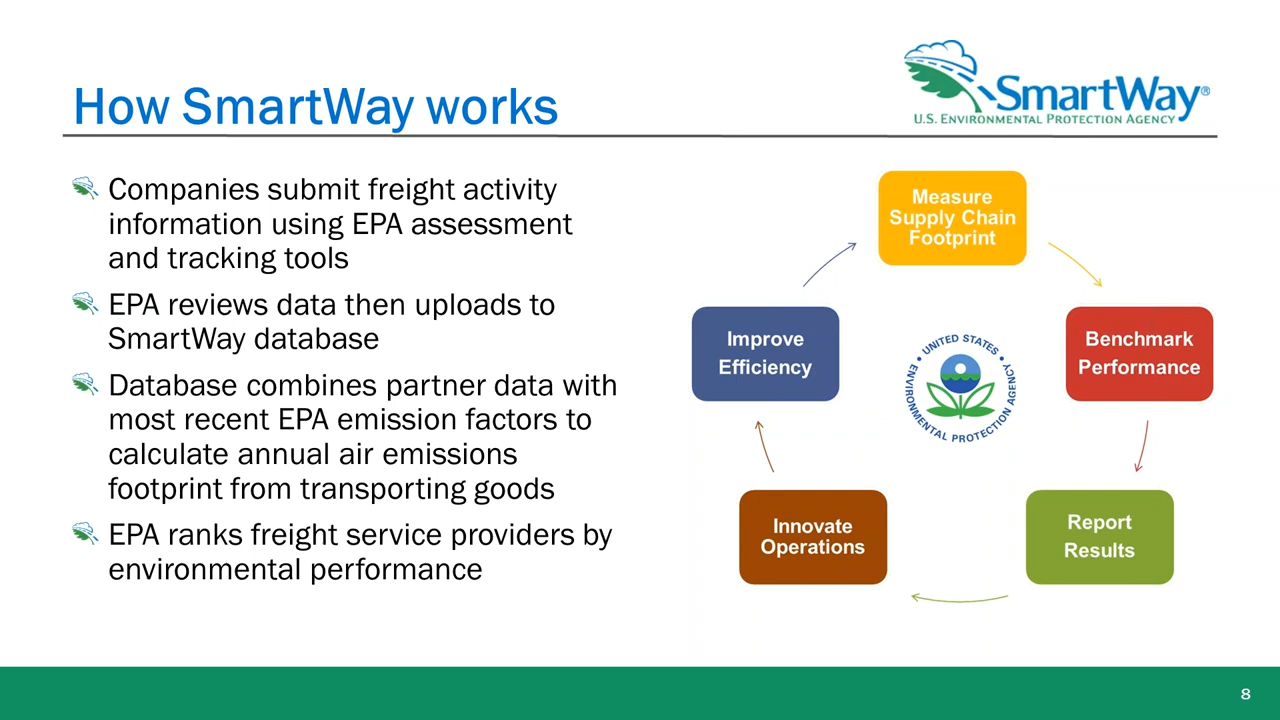 How SmartWay works
SmartWay®
U.S. ENVIRONMENTAL PROTECTION AGENCY
Companies submit freight activity
information using EPA assessment
and tracking tools
EPA reviews data then uploads to
SmartWay database
Database combines partner data with
most recent EPA emission factors to
calculate annual air emissions
footprint from transporting goods
EPA ranks freight service providers by
environmental performance
Measure
Supply Chain
Footprint
Benchmark
Performance
Report
Results
Innovate
Operations
Improve
Efficiency
UNITED STATES
ENVIRONMENTAL PROTECTION AGENCY
8